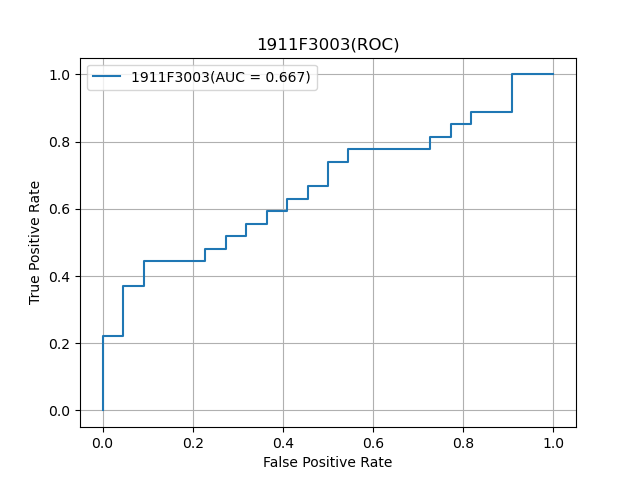 1911F3003(ROC)
1911F3003(AUC = 0.667)
True Positive Rate
1.0
0.8
0.6
0.4
0.2
0.0
0.0 0.2 0.4 0.6 0.8 1.0
False Positive Rate